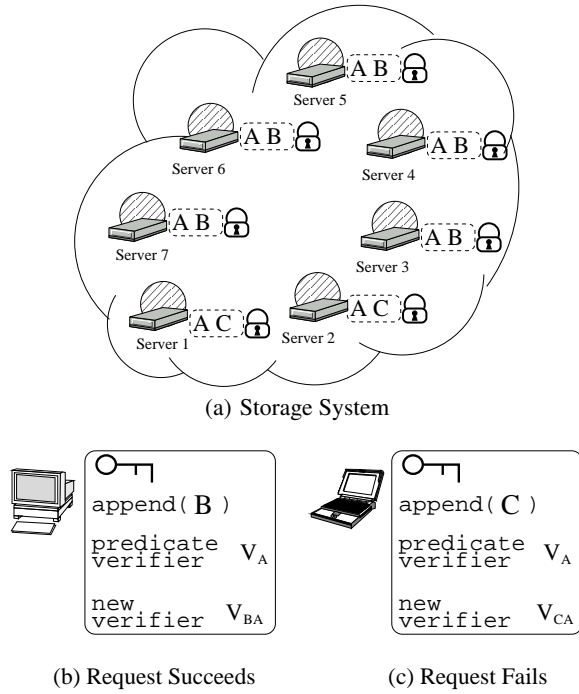 A B
Server 5
A B
Server 6
A B
Server 4
A B
Server 7
A B
Server 3
A C
Server 1
A C
Server 2
(a) Storage System
append( B )
predicate
verifier V_A
new
verifier V_BA
(b) Request Succeeds
append( C )
predicate
verifier V_A
new
verifier V_CA
(c) Request Fails